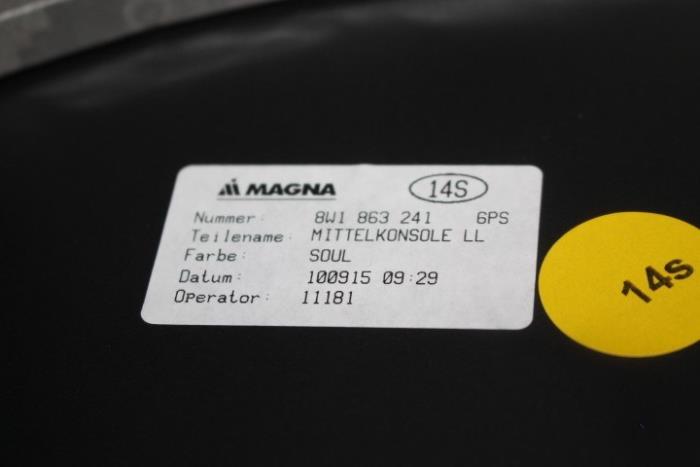 MAGNA 14S
Nummer: 8W1 863 241 6PS
Teilename: MITTELKONSOLE LL
Farbe: SOUL
Datum: 100915 09:29
Operator: 11181
14s